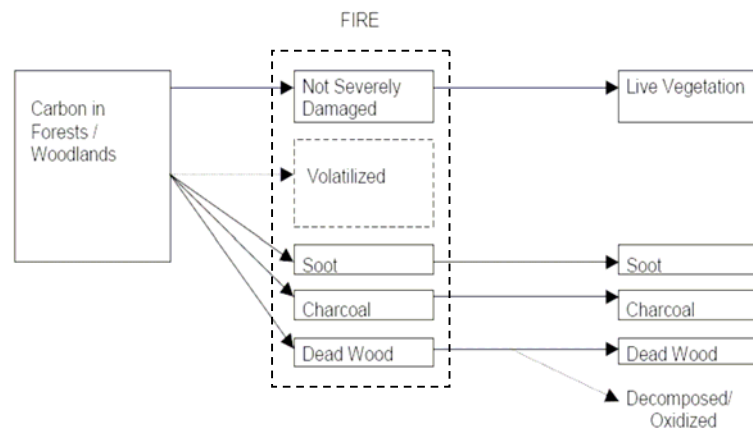 FIRE
Carbon in
Forests /
Woodlands
Not Severely
Damaged
Live Vegetation
Volatilized
Soot
Soot
Charcoal
Charcoal
Dead Wood
Dead Wood
Decomposed/
Oxidized